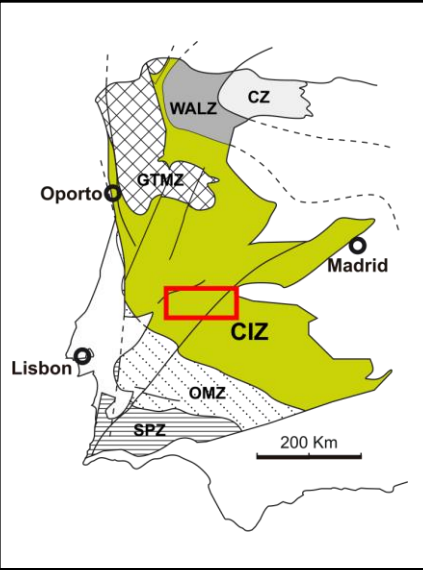 CZ
WALZ
GTMZ
Oporto
Madrid
CIZ
Lisbon
OMZ
SPZ
200 Km